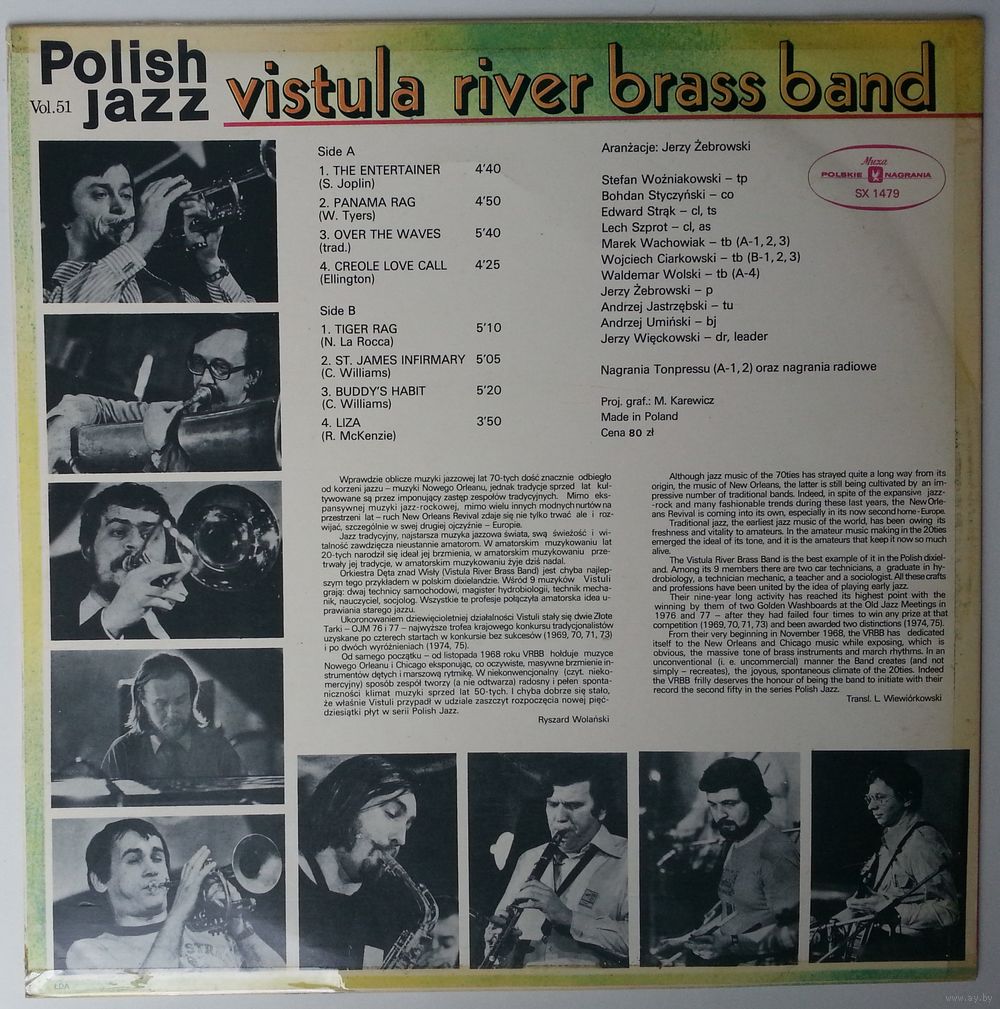 Polish
jazz
Vol.51
vistula river brass band
Side A
1. THE ENTERTAINER 4'40
(S. Joplin)
2. PANAMA RAG 4'50
(W. Tyers)
3. OVER THE WAVES 5'40
(trad.)
4. CREOLE LOVE CALL 4'25
(Ellington)
Side B
1. TIGER RAG 5'10
(N. La Rocca)
2. ST. JAMES INFIRMARY 5'05
(C. Williams)
3. BUDDY'S HABIT 5'20
(C. Williams)
4. LIZA 3'50
(R. McKenzie)
Aranżacje: Jerzy Żebrowski
Stefan Woźniakowski – tp
Bohdan Styczyński – co
Edward Strąk – cl, ts
Lech Szprot – cl, as
Marek Wachowiak – tb (A-1, 2, 3)
Wojciech Ciarkowski – tb (B-1, 2, 3)
Waldemar Wolski – tb (A-4)
Jerzy Żebrowski – p
Andrzej Jastrzębski – tu
Andrzej Umiński – bj
Jerzy Więckowski – dr, leader
Nagrania Tonpressu (A-1, 2) oraz nagrania radiowe
Proj. graf.: M. Karewicz
Made in Poland
Cena 80 zł
Muza
POLSKIE NAGRANIA
SX 1479
Wprawdzie oblicze muzyki jazzowej lat 70-tych dość znacznie odbiegło
od korzeni jazzu – muzyki Nowego Orleanu, jednak tradycje sprzed lat kul-
tywowane są przez imponujący zastęp zespołów tradycyjnych. Mimo eks-
pansywnej muzyki jazz-rockowej, mimo wielu innych modnych nurtów na
przestrzeni lat – ruch New Orleans Revival zdaje się nie tylko trwać ale i roz-
wijać, szczególnie w swej drugiej ojczyźnie – Europie.
Jazz tradycyjny, najstarsza muzyka jazzowa świata, swą świeżość i wi-
talność zawdzięcza nieustannie amatorom. W amatorskim muzykowaniu lat
20-tych narodził się ideał jej brzmienia, w amatorskim muzykowaniu prze-
trwały jej tradycje, w amatorskim muzykowaniu żyje dziś nadal.
Orkiestra Dęta znad Wisły (Vistula River Brass Band) jest chyba najlep-
szym tego przykładem w polskim dixielandzie. Wśród 9 muzyków Vistuli
grają: dwaj technicy samochodowi, magister hydrobiologii, technik mecha-
nik, nauczyciel, socjolog. Wszystkie te profesje połączyła amatorska idea u-
prawiania starego jazzu.
Ukoronowaniem dziewięcioletniej działalności Vistuli stały się dwie Złote
Tarki – OJM 76 i 77 – najwyższe trofea krajowego konkursu tradycjonalistów
uzyskane po czterech startach w konkursie bez sukcesów (1969, 70, 71, 73)
i po dwóch wyróżnieniach (1974, 75).
Od samego początku – od listopada 1968 roku VRBB hołduje muzyce
Nowego Orleanu i Chicago eksponując, co oczywiste, masywne brzmienie in-
strumentów dętych i marszową rytmikę. W niekonwencjonalny (czyt. nieko-
mercyjny) sposób zespół tworzy (a nie odtwarza) radosny i pełen sponta-
niczności klimat muzyki sprzed lat 50-tych. I chyba dobrze się stało,
że właśnie Vistuli przypadł w udziale zaszczyt rozpoczęcia nowej pięć-
dziesiątki płyt w serii Polish Jazz.
Ryszard Wolański
Although jazz music of the 70ties has strayed quite a long way from its
origin, the music of New Orleans, the latter is still being cultivated by an im-
pressive number of traditional bands. Indeed, in spite of the expansive jazz-
-rock and many fashionable trends during these last years, the New Orle-
ans Revival is coming into its own, especially in its now second home - Europe.
Traditional jazz, the earliest jazz music of the world, has been owing its
freshness and vitality to amateurs. In the amateur music making in the 20ties
emerged the ideal of its tone, and it is the amateurs that keep it now so much
alive.
The Vistula River Brass Band is the best example of it in the Polish dixiel-
and. Among its 9 members there are two car technicians, a graduate in hy-
drobiology, a technician mechanic, a teacher and a sociologist. All these crafts
and professions have been united by the idea of playing early jazz.
Their nine-year long activity has reached its highest point with the
winning by them of two Golden Washboards at the Old Jazz Meetings in
1976 and 77 – after they had failed four times to win any prize at that
competition (1969, 70, 71, 73) and been awarded two distinctions (1974, 75).
From their very beginning in November 1968, the VRBB has dedicated
itself to the New Orleans and Chicago music while exposing, which is
obvious, the massive tone of brass instruments and march rhythms. In an
unconventional (i. e. uncommercial) manner the Band creates (and not
simply – recreates), the joyous, spontaneous climate of the 20ties. Indeed
the VRBB frilly deserves the honour of being the band to initiate with their
record the second fifty in the series Polish Jazz.
Transl. L. Wiewiórkowski
ŁDA
www.ay.by